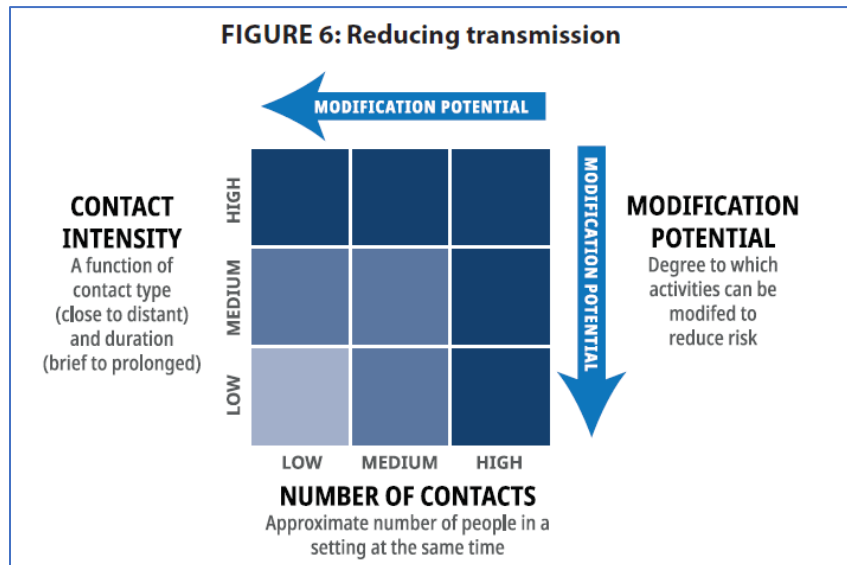 FIGURE 6: Reducing transmission
MODIFICATION POTENTIAL
CONTACT
INTENSITY
A function of
contact type
(close to distant)
and duration
(brief to prolonged)
HIGH
MEDIUM
LOW
MODIFICATION POTENTIAL
MODIFICATION
POTENTIAL
Degree to which
activities can be
modifed to
reduce risk
LOW MEDIUM HIGH
NUMBER OF CONTACTS
Approximate number of people in a
setting at the same time